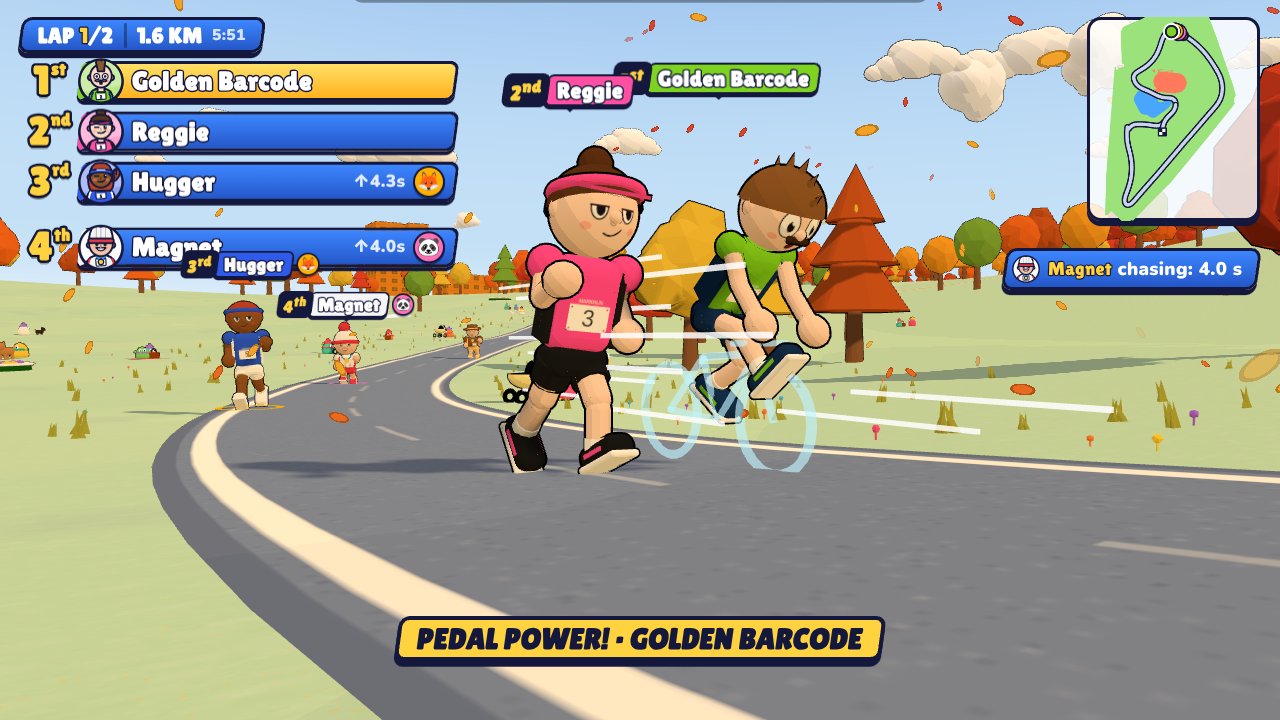 LAP 1/2 1.6 KM 5:51
1st Golden Barcode
2nd Reggie
3rd Hugger ↑4.3s
4th Magnet ↑4.0s
2nd Reggie
st Golden Barcode
3rd Hugger
4th Magnet
Magnet chasing: 4.0 s
3
PEDAL POWER! · GOLDEN BARCODE